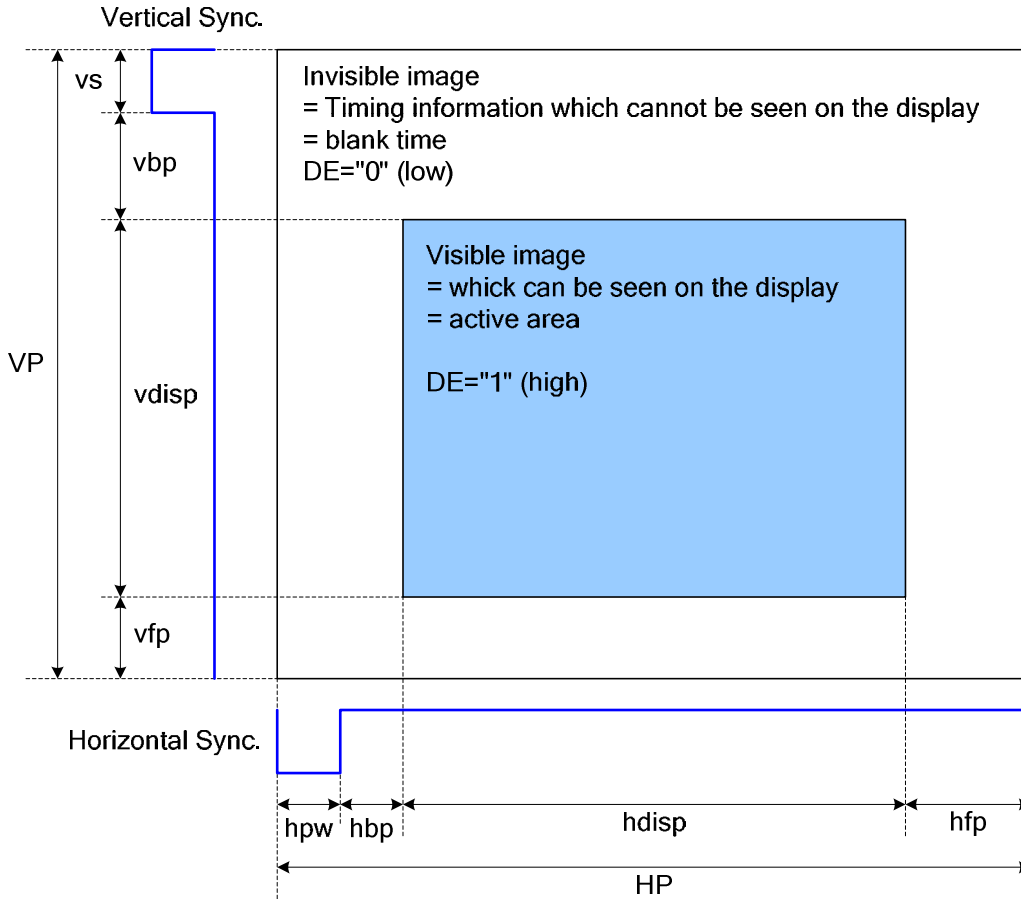 Vertical Sync.
vs
Invisible image
= Timing information which cannot be seen on the display
= blank time
DE="0" (low)
vbp
Visible image
= whick can be seen on the display
= active area
DE="1" (high)
VP
vdisp
vfp
Horizontal Sync.
hpw
hbp
hdisp
hfp
HP